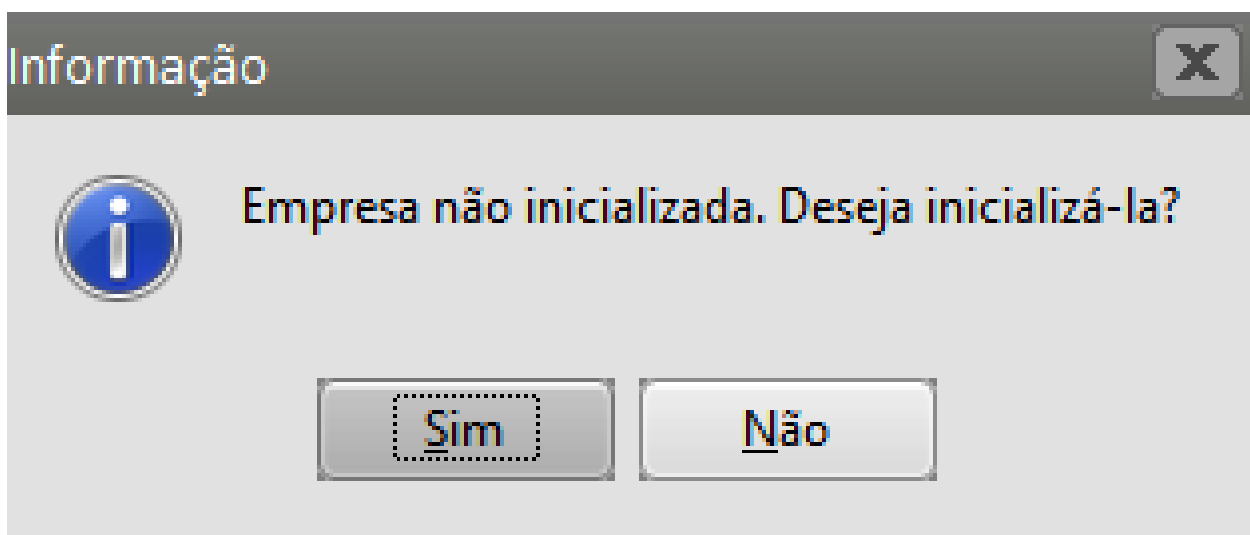 Informação
Empresa não inicializada. Deseja inicializá-la?
Sim
Não